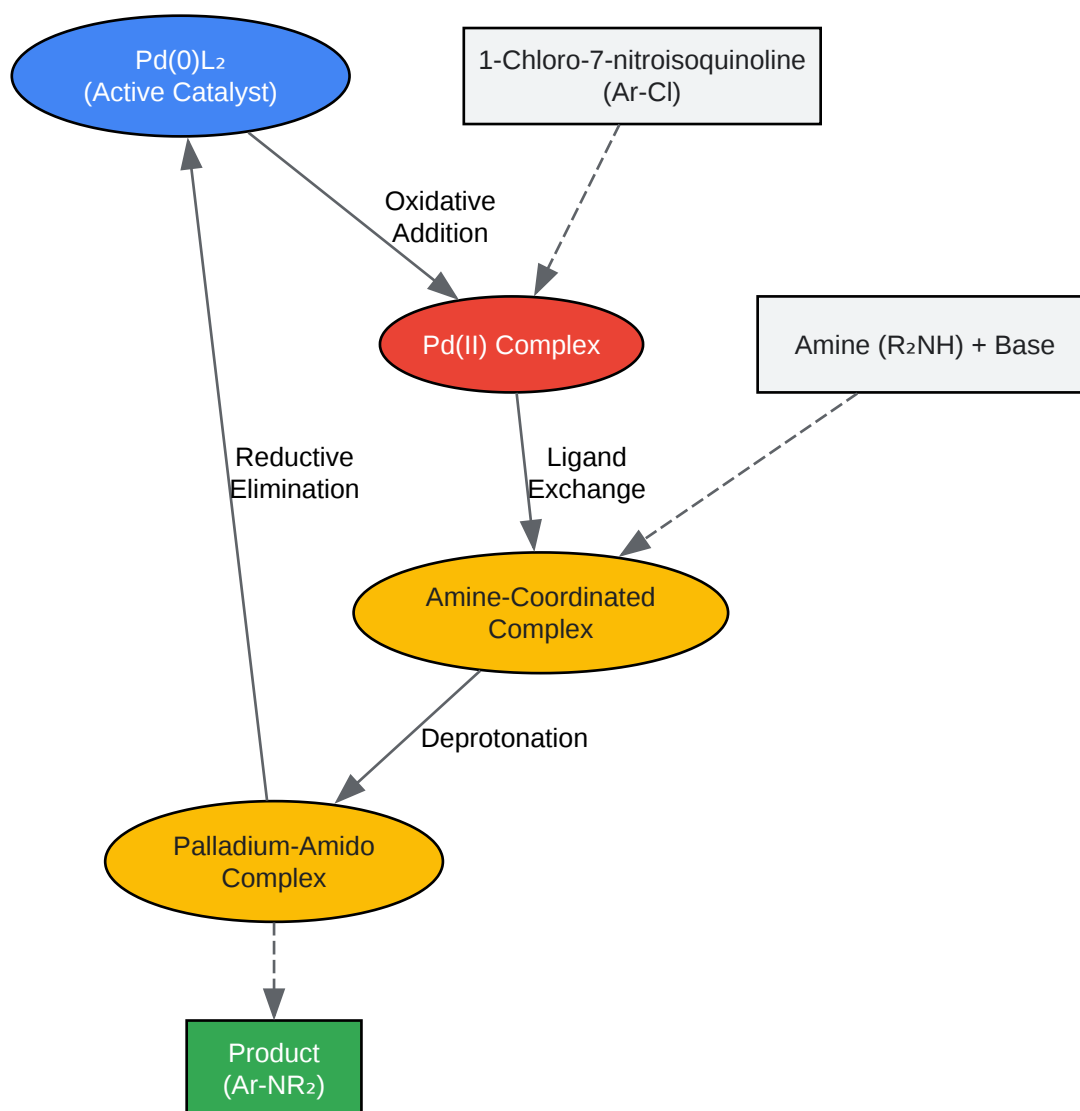 Pd(0)L₂
(Active Catalyst)
1-Chloro-7-nitroisoquinoline
(Ar-Cl)
Oxidative
Addition
Pd(II) Complex
Amine (R₂NH) + Base
Reductive
Elimination
Ligand
Exchange
Amine-Coordinated
Complex
Deprotonation
Palladium-Amido
Complex
Product
(Ar-NR₂)